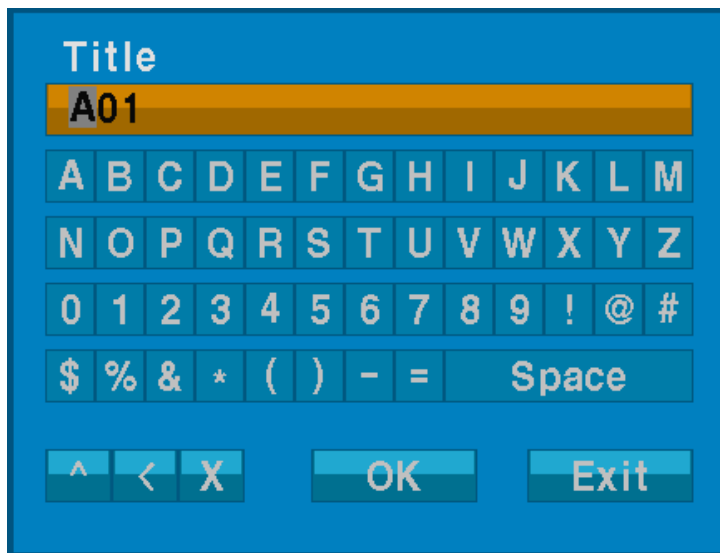 Title
A01
A B C D E F G H I J K L M
N O P Q R S T U V W X Y Z
0 1 2 3 4 5 6 7 8 9 ! @ #
$ % & * ( ) - = Space
^ < X OK Exit